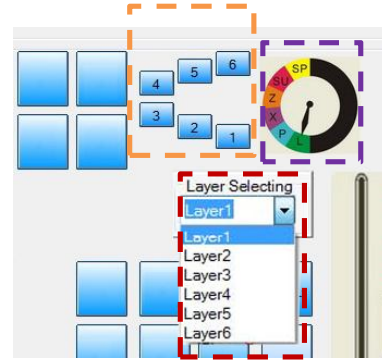 6
5
4
3
2
1
SP
SU
Z
X
P
L
Layer Selecting
Layer1
Layer1
Layer2
Layer3
Layer4
Layer5
Layer6